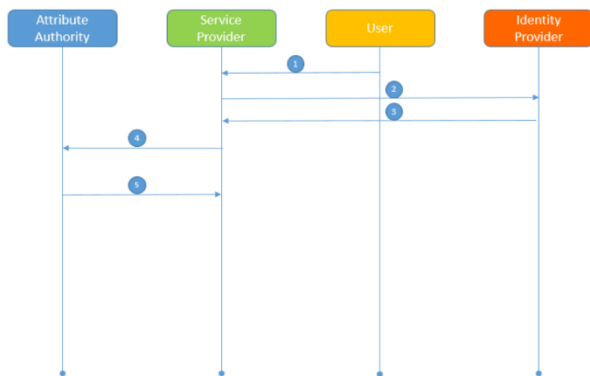 Attribute
Authority
Service
Provider
User
Identity
Provider
1
2
3
4
5